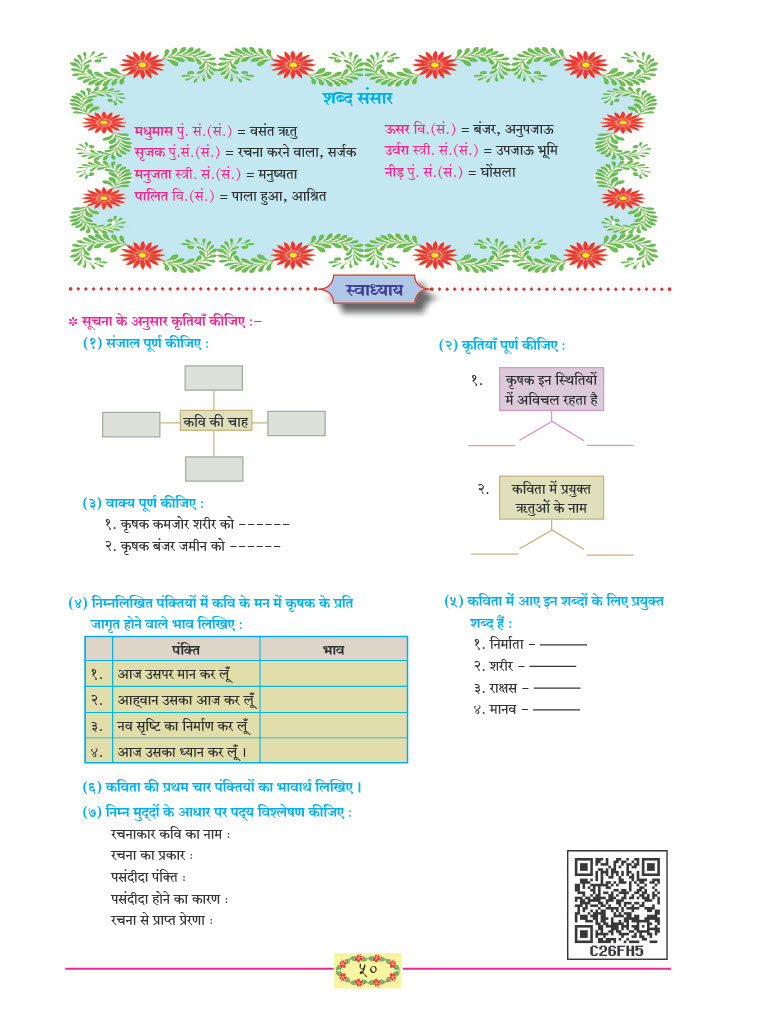 शब्द संसार
मधुमास पुं. सं.(सं.) = वसंत ऋतु
सृजक पुं.सं.(सं.) = रचना करने वाला, सर्जक
मनुजता स्त्री. सं.(सं.) = मनुष्यता
पालित वि.(सं.) = पाला हुआ, आश्रित
ऊसर वि.(सं.) = बंजर, अनुपजाऊ
उर्वरा स्त्री. सं.(सं.) = उपजाऊ भूमि
नीड़ पुं. सं.(सं.) = घोंसला
स्वाध्याय
* सूचना के अनुसार कृतियाँ कीजिए :–
(१) संजाल पूर्ण कीजिए :
कवि की चाह
(२) कृतियाँ पूर्ण कीजिए :
१. कृषक इन स्थितियों
में अविचल रहता है
२. कविता में प्रयुक्त
ऋतुओं के नाम
(३) वाक्य पूर्ण कीजिए :
१. कृषक कमजोर शरीर को ------
२. कृषक बंजर जमीन को ------
(४) निम्नलिखित पंक्तियों में कवि के मन में कृषक के प्रति
जागृत होने वाले भाव लिखिए :
पंक्ति भाव
१. आज उसपर मान कर लूँ
२. आह्वान उसका आज कर लूँ
३. नव सृष्टि का निर्माण कर लूँ
४. आज उसका ध्यान कर लूँ ।
(५) कविता में आए इन शब्दों के लिए प्रयुक्त
शब्द हैं :
१. निर्माता – ———
२. शरीर – ———
३. राक्षस – ———
४. मानव – ———
(६) कविता की प्रथम चार पंक्तियों का भावार्थ लिखिए ।
(७) निम्न मुद्दों के आधार पर पद्य विश्लेषण कीजिए :
रचनाकार कवि का नाम :
रचना का प्रकार :
पसंदीदा पंक्ति :
पसंदीदा होने का कारण :
रचना से प्राप्त प्रेरणा :
C26FH5
५०